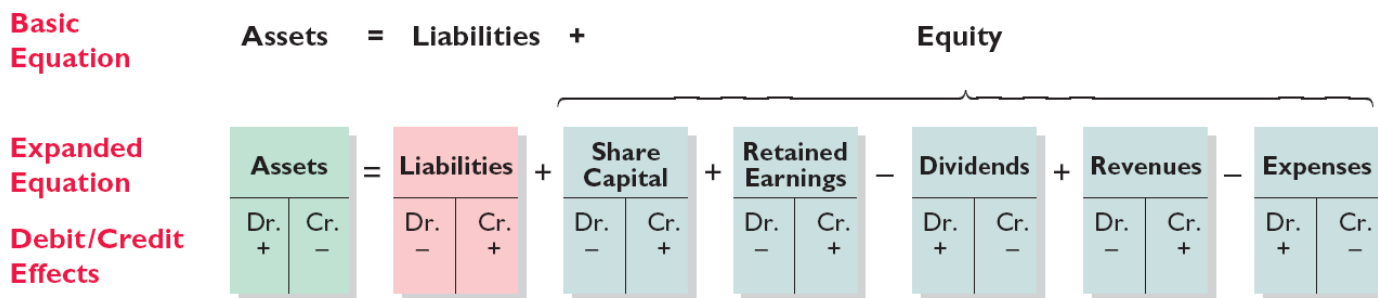 Basic Equation
Assets = Liabilities + Equity
Expanded Equation
Assets = Liabilities + Share Capital + Retained Earnings – Dividends + Revenues – Expenses
Debit/Credit Effects
Dr. Cr. Dr. Cr. Dr. Cr. Dr. Cr. Dr. Cr. Dr. Cr. Dr. Cr.
+ – – + – + – + + – – + + –